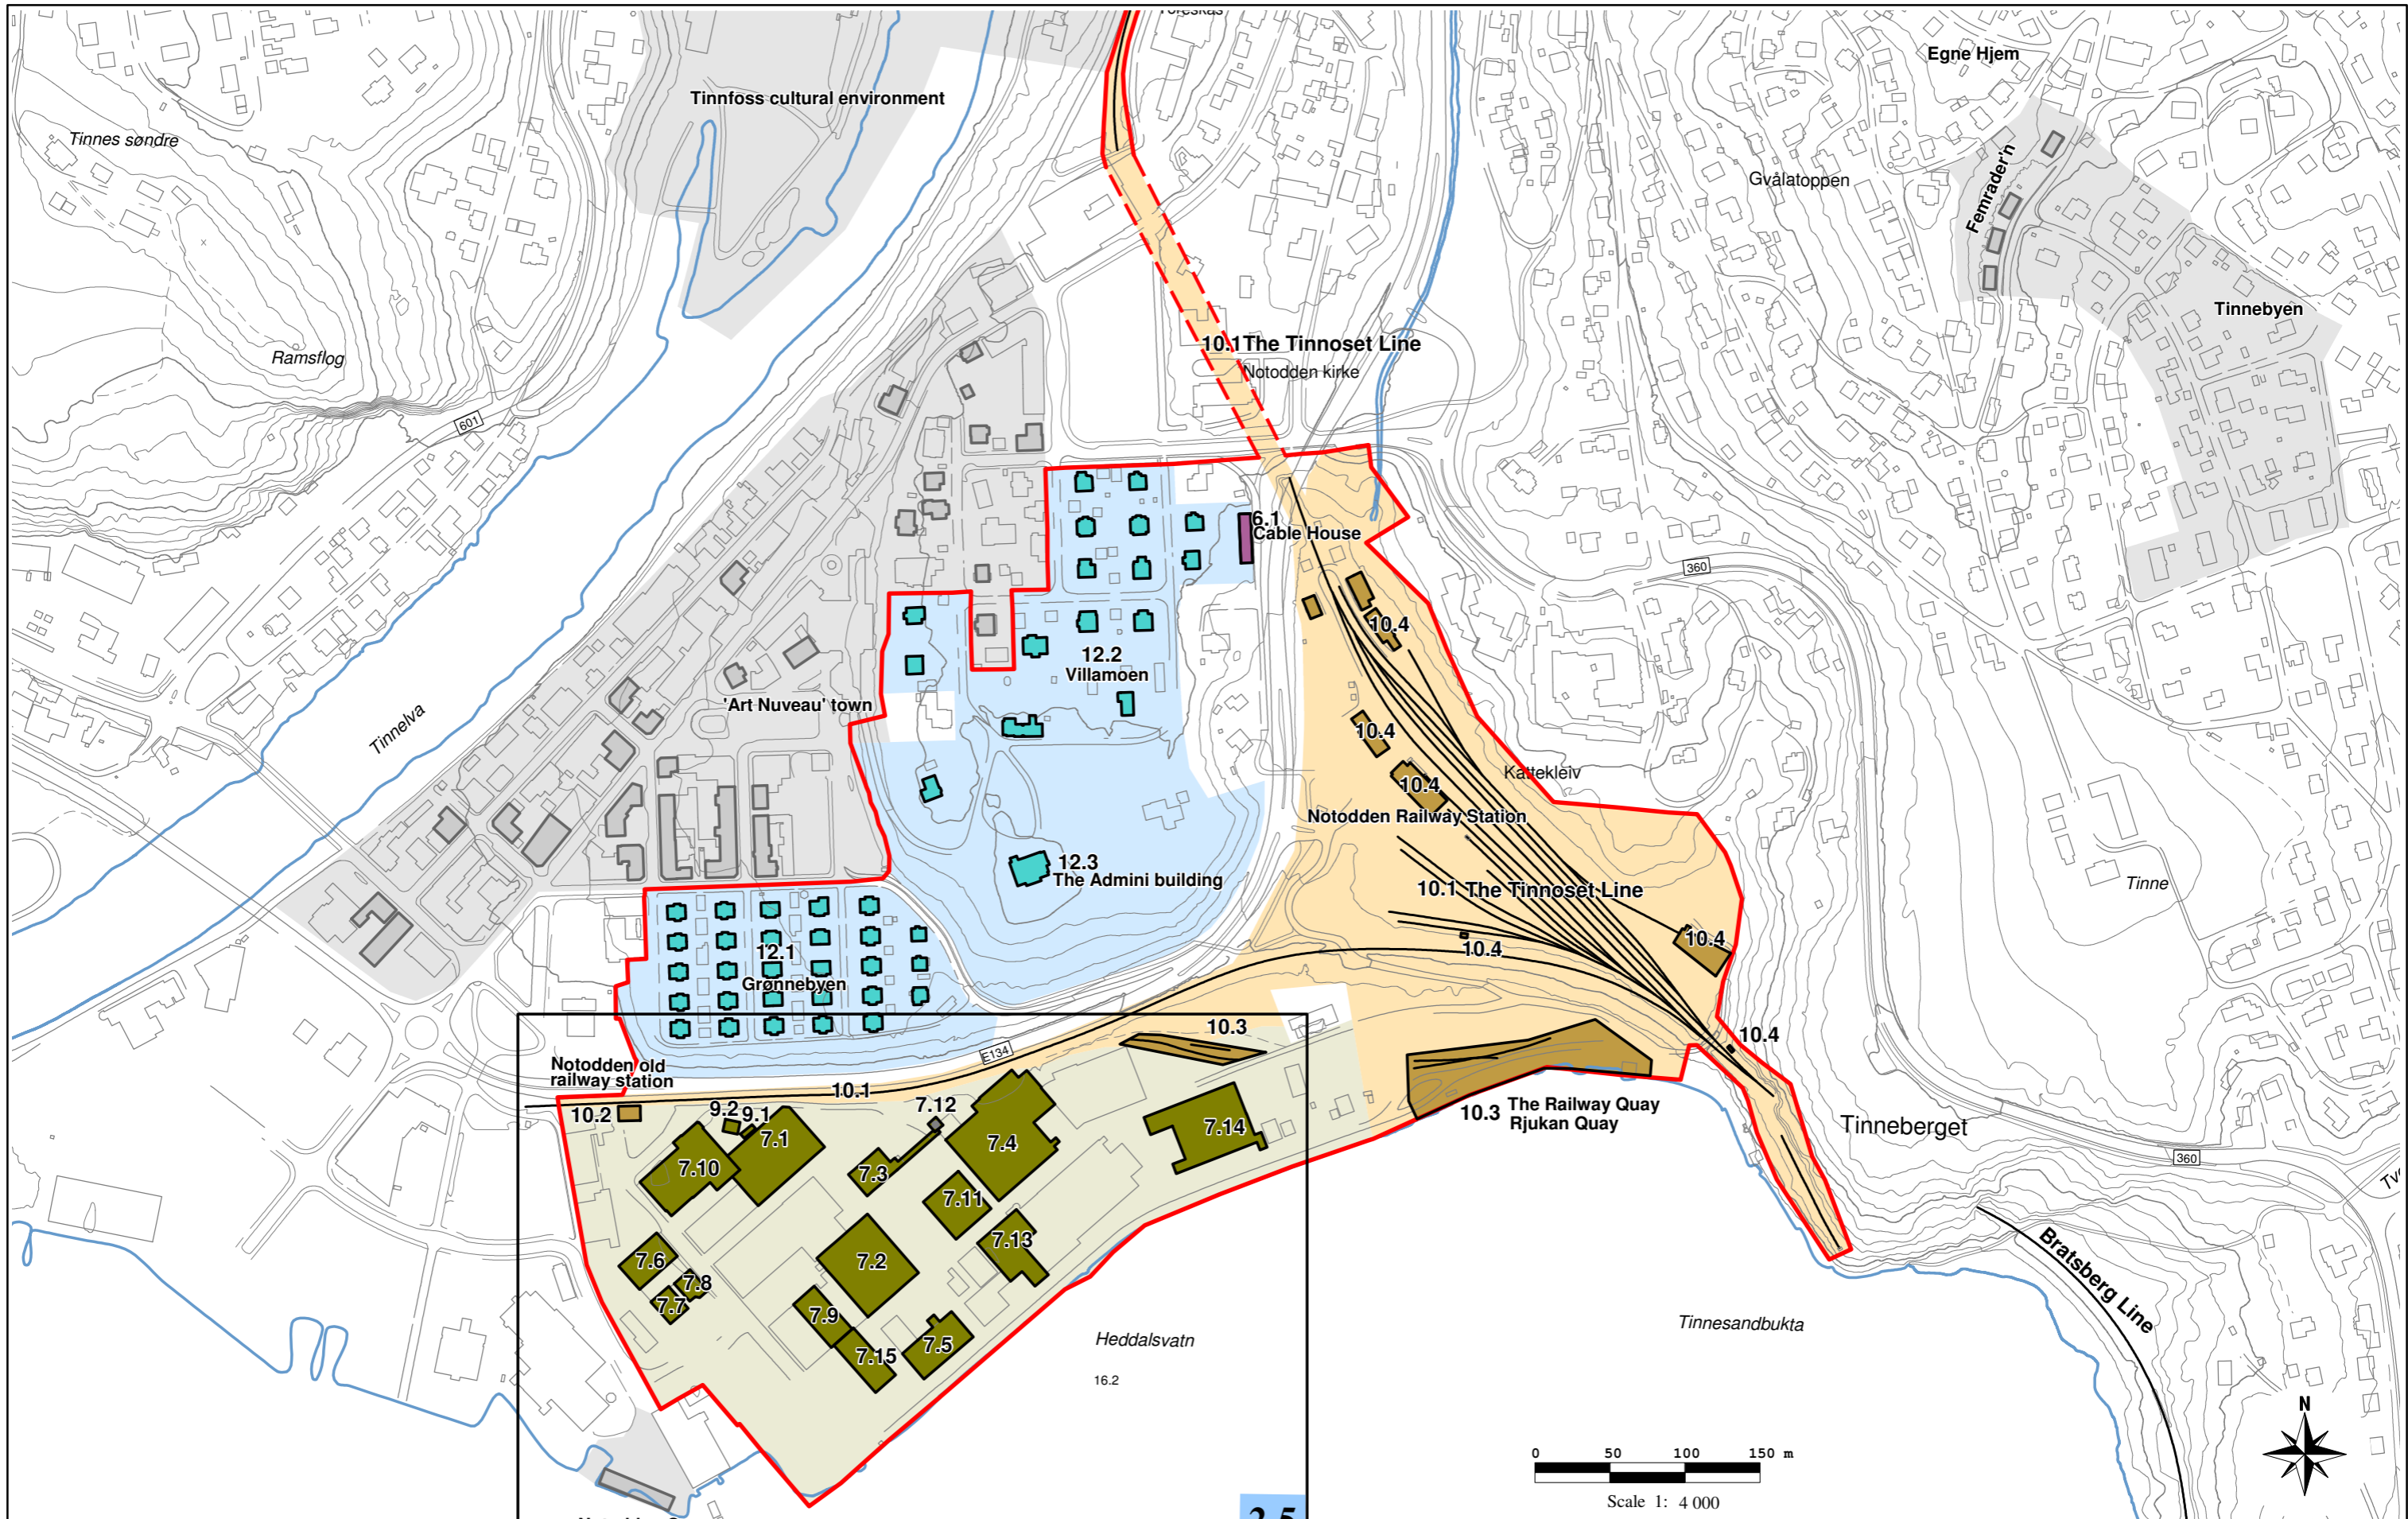 Egne Hjem
Tinnfoss cultural environment
Tinnes søndre
Femrader'n
Gvålatoppen
Tinnebyen
10.1 The Tinnoset Line
Notodden kirke
Ramsflog
601
6.1
Cable House
360
10.4
12.2
Villamoen
'Art Nuveau' town
Tinnelva
10.4
Kattekleiv
10.4
Notodden Railway Station
12.3
The Admini building
10.1 The Tinnoset Line
Tinne
10.4
10.4
12.1
Grønnebyen
10.3
10.4
E134
Notodden old
railway station
10.1
10.2
9.2
9.1
7.12
7.1
7.4
7.14
10.3
The Railway Quay
Rjukan Quay
Tinneberget
360
7.10
7.3
7.11
7.13
7.6
7.2
7.8
7.7
7.9
7.5
7.15
Bratsberg Line
Tinnesandbukta
Heddalsvatn
16.2
N
0 50 100 150 m
Scale 1: 4 000
2.5